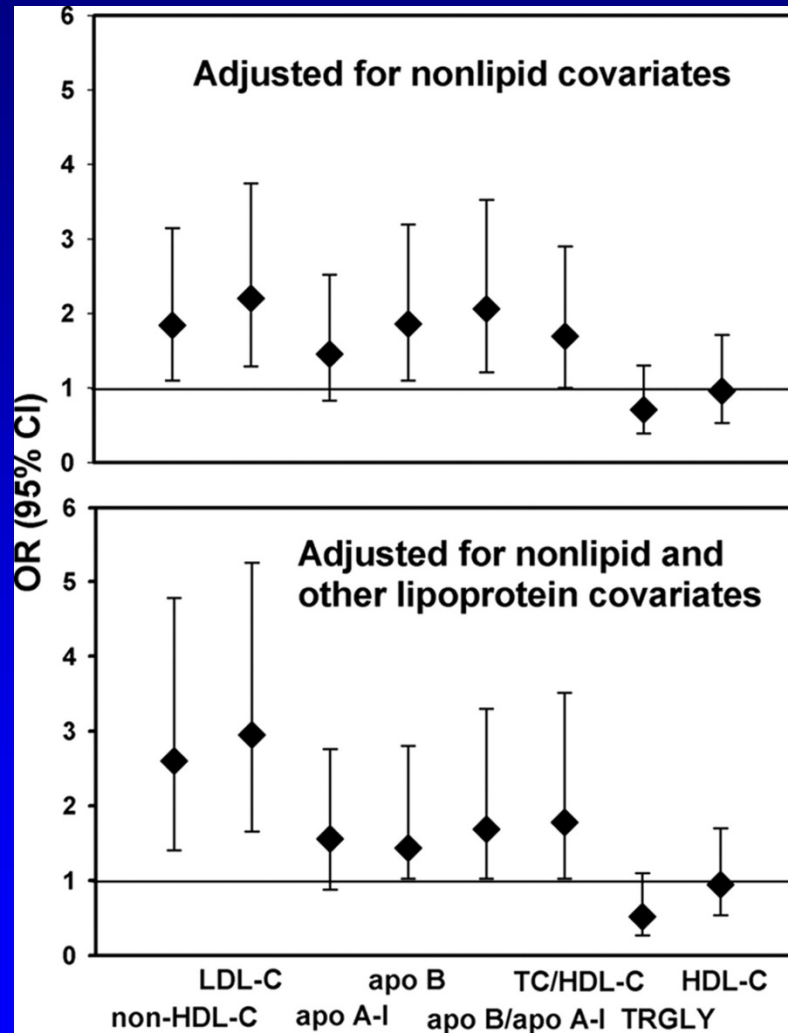 6
Adjusted for nonlipid covariates
5
4
3
2
1
0
OR (95% CI)
6
Adjusted for nonlipid and
other lipoprotein covariates
5
4
3
2
1
0
LDL-C apo B TC/HDL-C HDL-C
non-HDL-C apo A-I apo B/apo A-I TRGLY